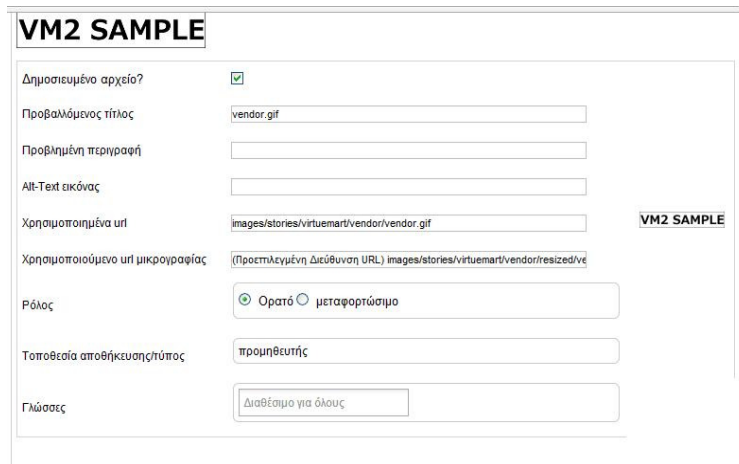 VM2 SAMPLE
Δημοσιευμένο αρχείο?
Προβαλλόμενος τίτλος vendor.gif
Προβλημένη περιγραφή
Alt-Text εικόνας
Χρησιμοποιημένα url images/stories/virtuemart/vendor/vendor.gif
VM2 SAMPLE
Χρησιμοποιούμενο url μικρογραφίας (Προεπιλεγμένη Διεύθυνση URL) images/stories/virtuemart/vendor/resized/ve
Ρόλος Ορατό μεταφορτώσιμο
Τοποθεσία αποθήκευσης/τύπος προμηθευτής
Γλώσσες Διαθέσιμο για όλους